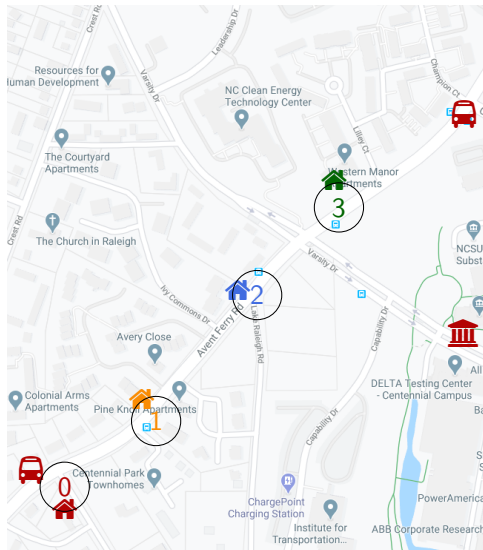 Crest Rd
Leadership Dr
Resources for
Human Development
Varsity Dr
Champion Ct
NC Clean Energy
Technology Center
Lilley Ct
The Courtyard
Apartments
Western Manor
Apartments
3
Crest Rd
The Church in Raleigh
NCSU
Subst
Varsity Dr
Ivy Commons Dr
2
Avent Ferry Rd
Lake Raleigh Rd
Capability Dr
Avery Close
All
DELTA Testing Center
- Centennial Campus
Colonial Arms
Apartments
Pine Knoll Apartments
1
Ba
Capability Dr
Centennial Park
Townhomes
0
S
ChargePoint
Charging Station
PowerAmerica
Institute for
Transportation...
ABB Corporate Research